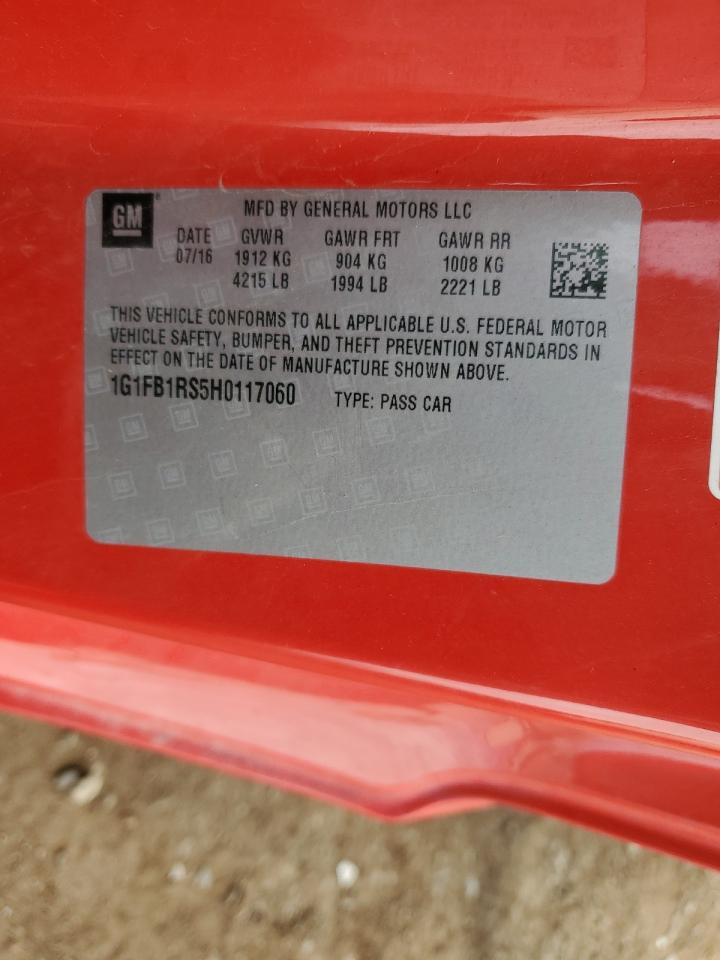 GM
MFD BY GENERAL MOTORS LLC
DATE GVWR GAWR FRT GAWR RR
07/16 1912 KG 904 KG 1008 KG
4215 LB 1994 LB 2221 LB
THIS VEHICLE CONFORMS TO ALL APPLICABLE U.S. FEDERAL MOTOR
VEHICLE SAFETY, BUMPER, AND THEFT PREVENTION STANDARDS IN
EFFECT ON THE DATE OF MANUFACTURE SHOWN ABOVE.
1G1FB1RS5H0117060 TYPE: PASS CAR